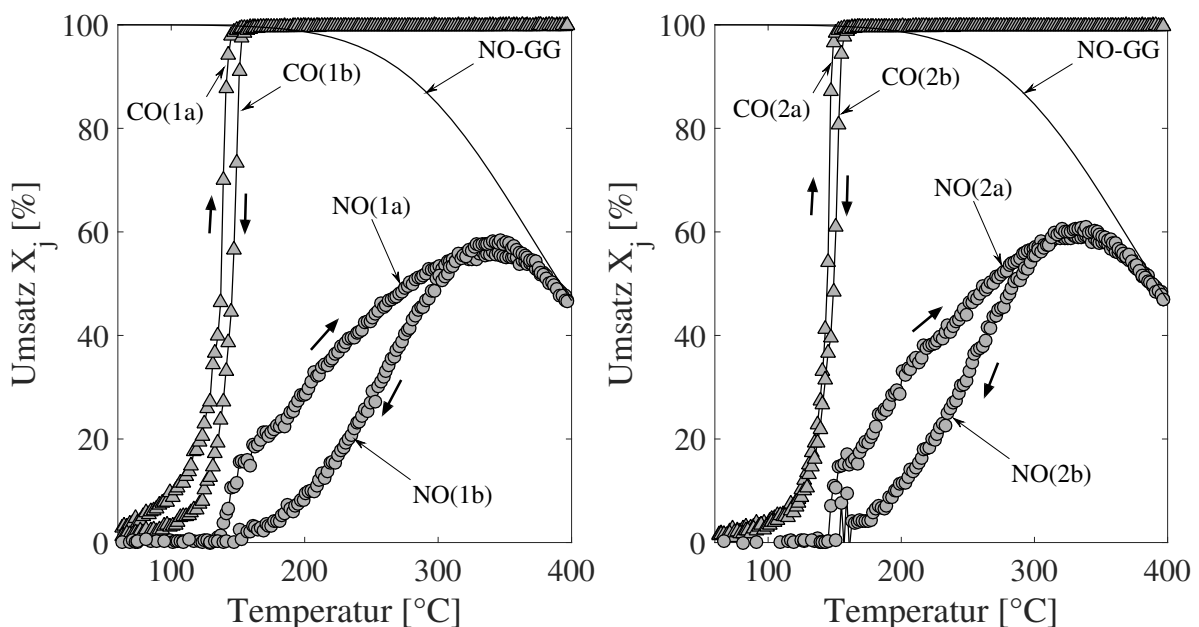 100
80
60
40
20
0
Umsatz X_j [%]
NO-GG
CO(1b)
CO(1a)
NO(1a)
NO(1b)
100
200
300
400
Temperatur [°C]
100
80
60
40
20
0
Umsatz X_j [%]
NO-GG
CO(2b)
CO(2a)
NO(2a)
NO(2b)
100
200
300
400
Temperatur [°C]